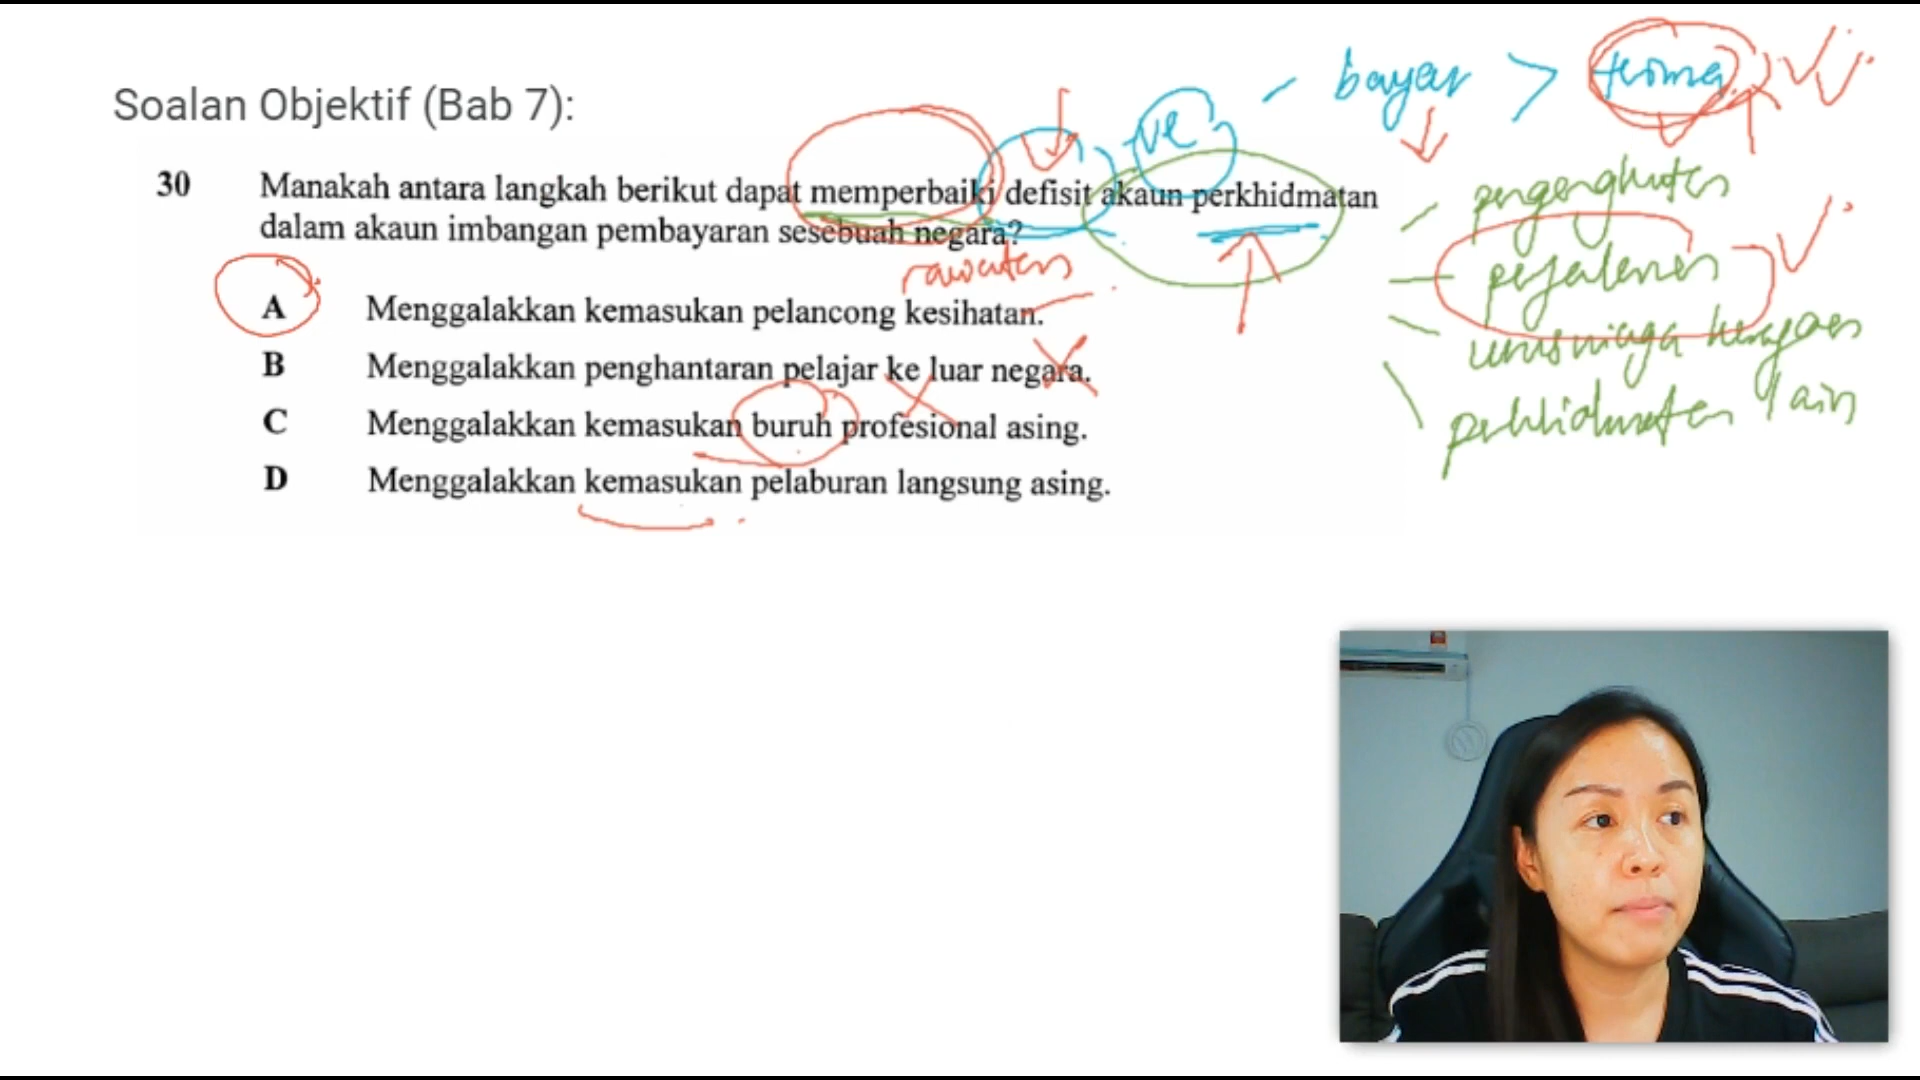 - bayar > terima
Soalan Objektif (Bab 7):
-ve
30 Manakah antara langkah berikut dapat memperbaiki defisit akaun perkhidmatan
dalam akaun imbangan pembayaran sesebuah negara?
- pengangkutan
rawatan
- perjalanan
A Menggalakkan kemasukan pelancong kesihatan.
- urusniaga kerajaan
B Menggalakkan penghantaran pelajar ke luar negara.
perkhidmatan lain
C Menggalakkan kemasukan buruh profesional asing.
D Menggalakkan kemasukan pelaburan langsung asing.